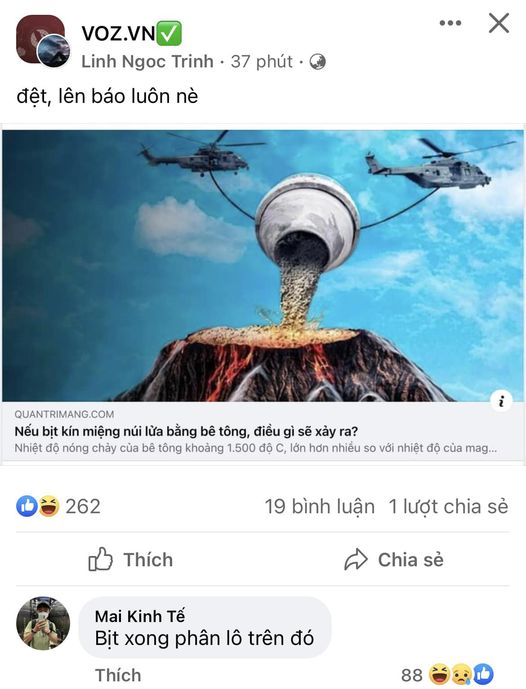 VOZ.VN✅
Linh Ngoc Trinh · 37 phút ·
đệt, lên báo luôn nè
QUANTRIMANG.COM
Nếu bịt kín miệng núi lửa bằng bê tông, điều gì sẽ xảy ra?
Nhiệt độ nóng chảy của bê tông khoảng 1.500 độ C, lớn hơn nhiều so với nhiệt độ của mag...
262
19 bình luận 1 lượt chia sẻ
Thích
Chia sẻ
Mai Kinh Tế
Bịt xong phân lô trên đó
Thích
88